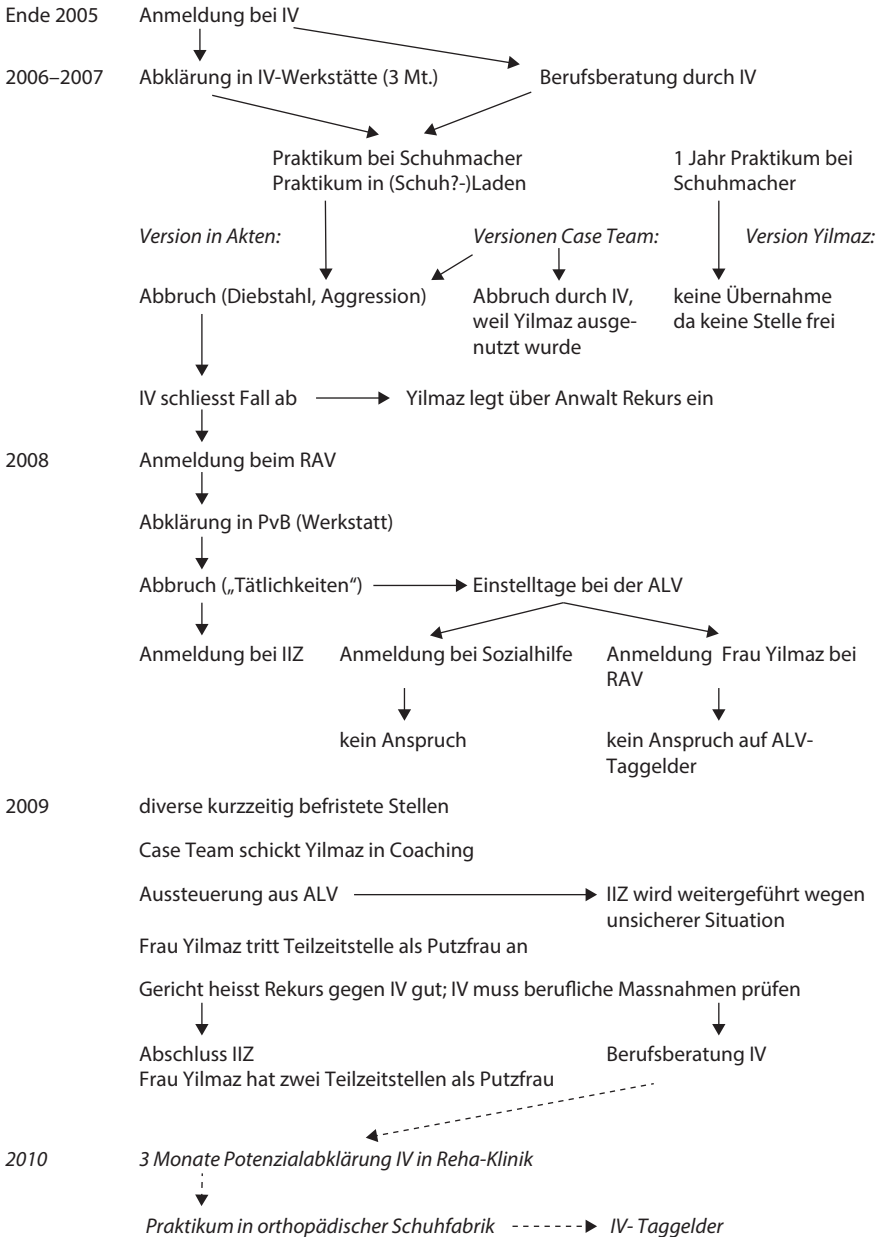 Ende 2005 Anmeldung bei IV
2006–2007 Abklärung in IV-Werkstätte (3 Mt.) Berufsberatung durch IV
Praktikum bei Schuhmacher 1 Jahr Praktikum bei
Praktikum in (Schuh?-)Laden Schuhmacher
Version in Akten: Versionen Case Team: Version Yilmaz:
Abbruch (Diebstahl, Aggression) Abbruch durch IV, keine Übernahme
weil Yilmaz ausge- da keine Stelle frei
nutzt wurde
IV schliesst Fall ab Yilmaz legt über Anwalt Rekurs ein
2008 Anmeldung beim RAV
Abklärung in PvB (Werkstatt)
Abbruch („Tätlichkeiten“) Einstelltage bei der ALV
Anmeldung bei IIZ Anmeldung bei Sozialhilfe Anmeldung Frau Yilmaz bei
RAV
kein Anspruch kein Anspruch auf ALV-
Taggelder
2009 diverse kurzzeitig befristete Stellen
Case Team schickt Yilmaz in Coaching
Aussteuerung aus ALV IIZ wird weitergeführt wegen
unsicherer Situation
Frau Yilmaz tritt Teilzeitstelle als Putzfrau an
Gericht heisst Rekurs gegen IV gut; IV muss berufliche Massnahmen prüfen
Abschluss IIZ Berufsberatung IV
Frau Yilmaz hat zwei Teilzeitstellen als Putzfrau
2010 3 Monate Potenzialabklärung IV in Reha-Klinik
Praktikum in orthopädischer Schuhfabrik IV- Taggelder